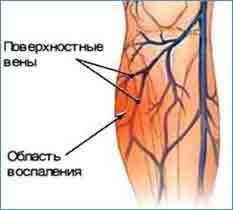 Поверхностные
вены
Область
воспаления